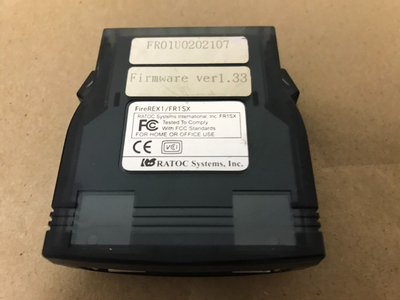 FR01U0202107
Firmware ver1.33
FireREX1/FR1SX
RATOC Systems International, Inc. FR1SX
FC Tested To Comply
With FCC Standards
FOR HOME OR OFFICE USE
CE
RATOC Systems, Inc.